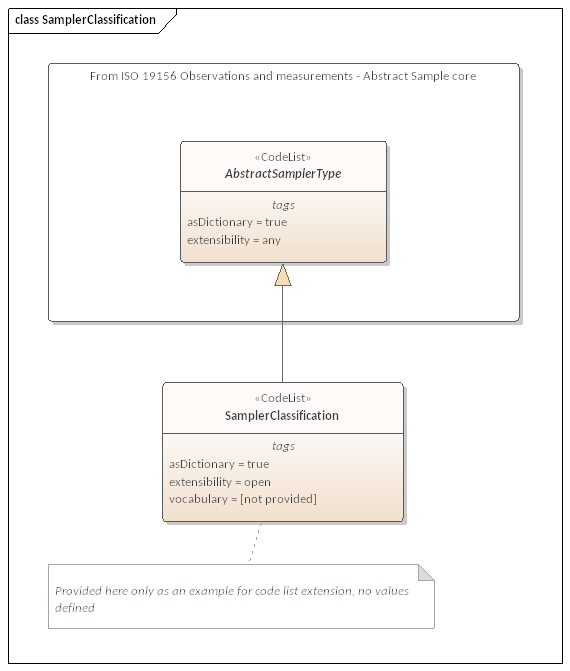 class SamplerClassification
From ISO 19156 Observations and measurements - Abstract Sample core
«CodeList»
AbstractSamplerType
tags
asDictionary = true
extensibility = any
«CodeList»
SamplerClassification
tags
asDictionary = true
extensibility = open
vocabulary = [not provided]
Provided here only as an example for code list extension, no values
defined